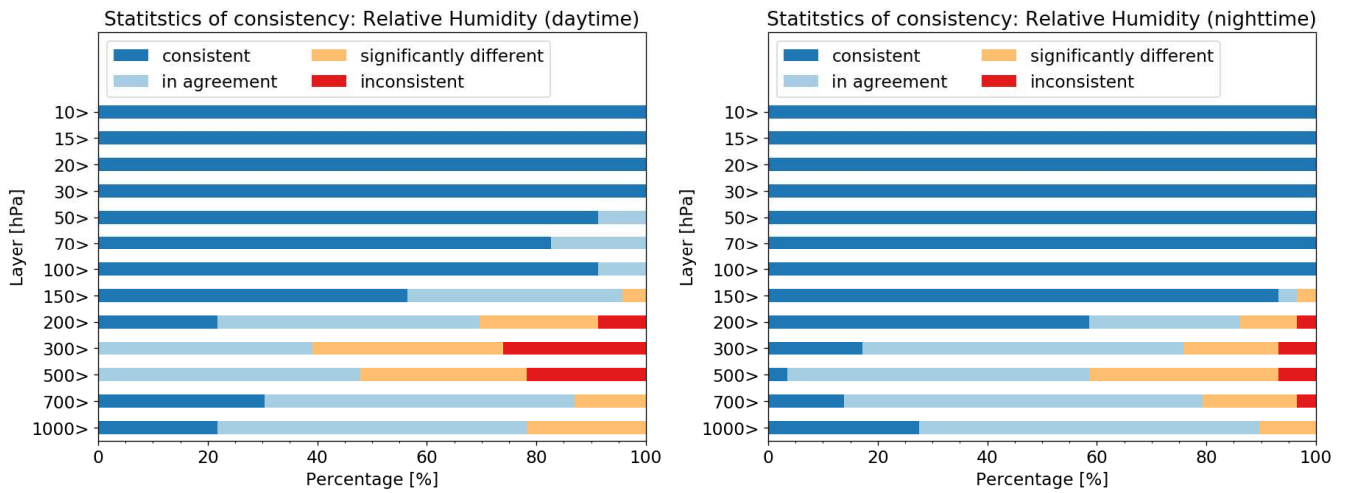 Statitstics of consistency: Relative Humidity (daytime)
consistent
significantly different
in agreement
inconsistent
10>
15>
20>
30>
50>
70>
100>
150>
200>
300>
500>
700>
1000>
Layer [hPa]
0 20 40 60 80 100
Percentage [%]
Statitstics of consistency: Relative Humidity (nighttime)
consistent
significantly different
in agreement
inconsistent
10>
15>
20>
30>
50>
70>
100>
150>
200>
300>
500>
700>
1000>
Layer [hPa]
0 20 40 60 80 100
Percentage [%]